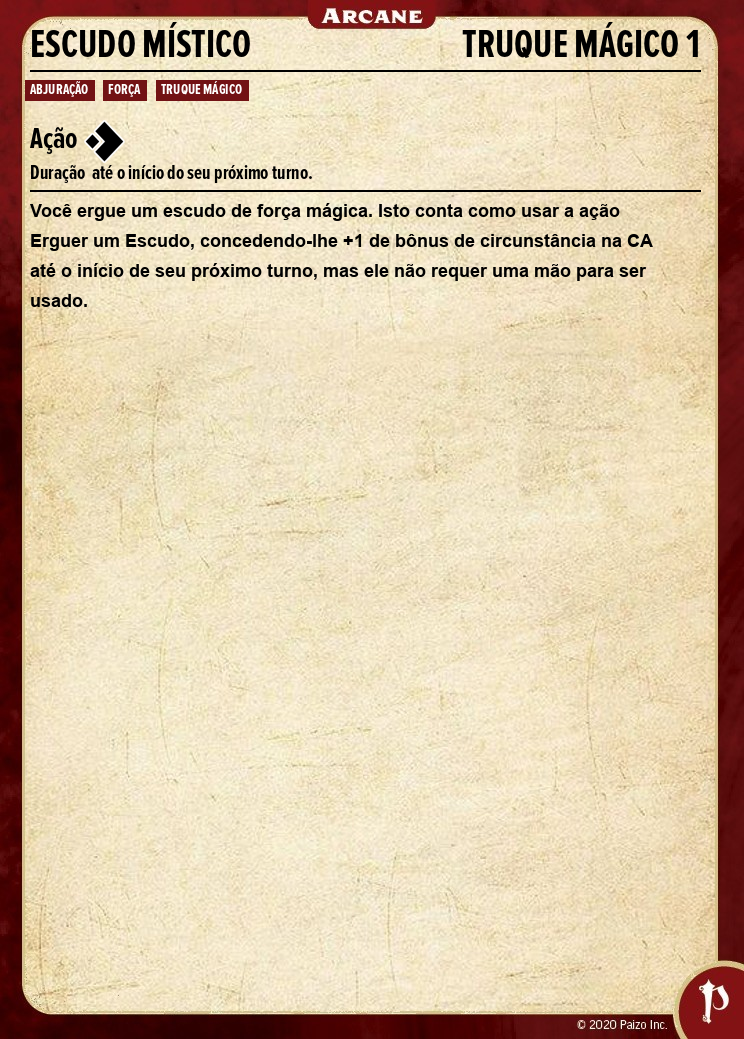 ARCANE
ESCUDO MÍSTICO TRUQUE MÁGICO 1
ABJURAÇÃO FORÇA TRUQUE MÁGICO
Ação
Duração até o início do seu próximo turno.
Você ergue um escudo de força mágica. Isto conta como usar a ação
Erguer um Escudo, concedendo-lhe +1 de bônus de circunstância na CA
até o início de seu próximo turno, mas ele não requer uma mão para ser
usado.
P
© 2020 Paizo Inc.